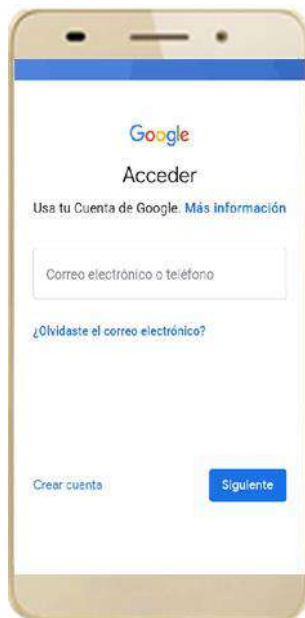 Google
Acceder
Usa tu Cuenta de Google. Más información
Correo electrónico o teléfono
¿Olvidaste el correo electrónico?
Crear cuenta
Siguiente